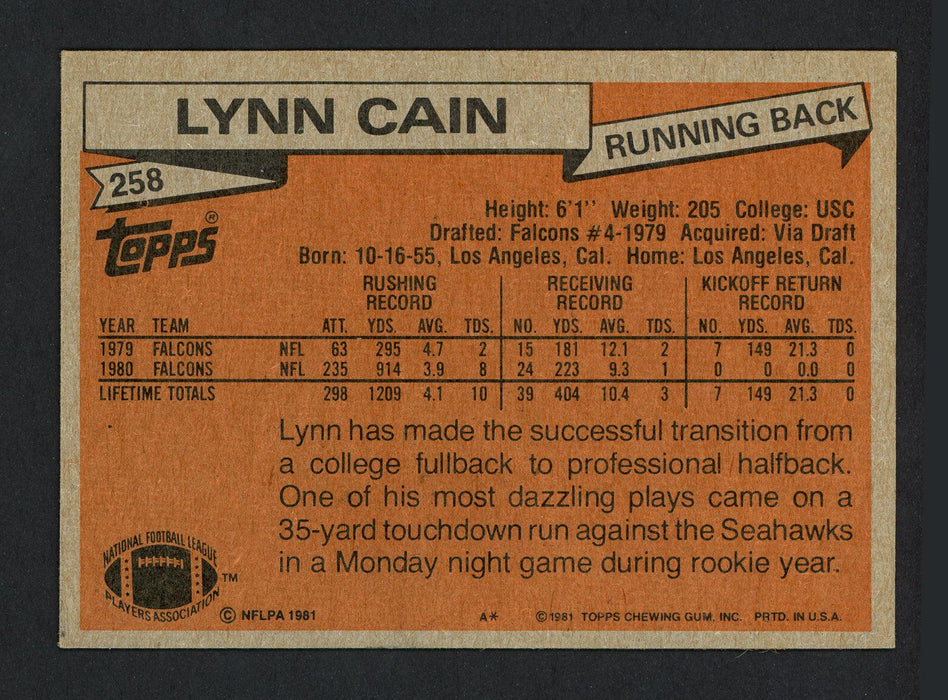 LYNN CAIN
RUNNING BACK
258
TOPPS®
Height: 6'1'' Weight: 205 College: USC
Drafted: Falcons #4-1979 Acquired: Via Draft
Born: 10-16-55, Los Angeles, Cal. Home: Los Angeles, Cal.
RUSHING RECORD RECEIVING RECORD KICKOFF RETURN RECORD
YEAR TEAM ATT. YDS. AVG. TDS. NO. YDS. AVG. TDS. NO. YDS. AVG. TDS.
1979 FALCONS NFL 63 295 4.7 2 15 181 12.1 2 7 149 21.3 0
1980 FALCONS NFL 235 914 3.9 8 24 223 9.3 1 0 0 0.0 0
LIFETIME TOTALS 298 1209 4.1 10 39 404 10.4 3 7 149 21.3 0
Lynn has made the successful transition from
a college fullback to professional halfback.
One of his most dazzling plays came on a
35-yard touchdown run against the Seahawks
in a Monday night game during rookie year.
NATIONAL FOOTBALL LEAGUE
PLAYERS ASSOCIATION
TM
© NFLPA 1981 A* ©1981 TOPPS CHEWING GUM, INC. PRTD. IN U.S.A.